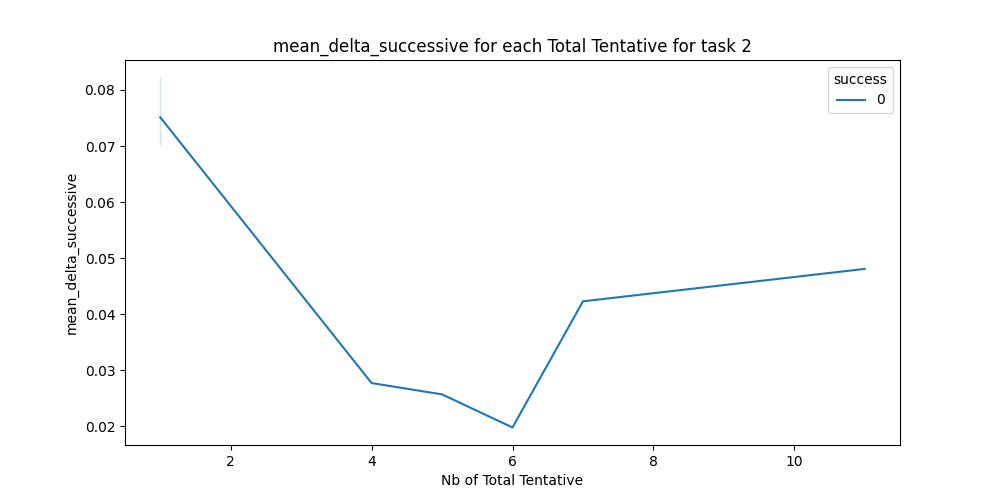 mean_delta_successive for each Total Tentative for task 2
success
0
0.08
0.07
0.06
0.05
0.04
0.03
0.02
mean_delta_successive
2 4 6 8 10
Nb of Total Tentative